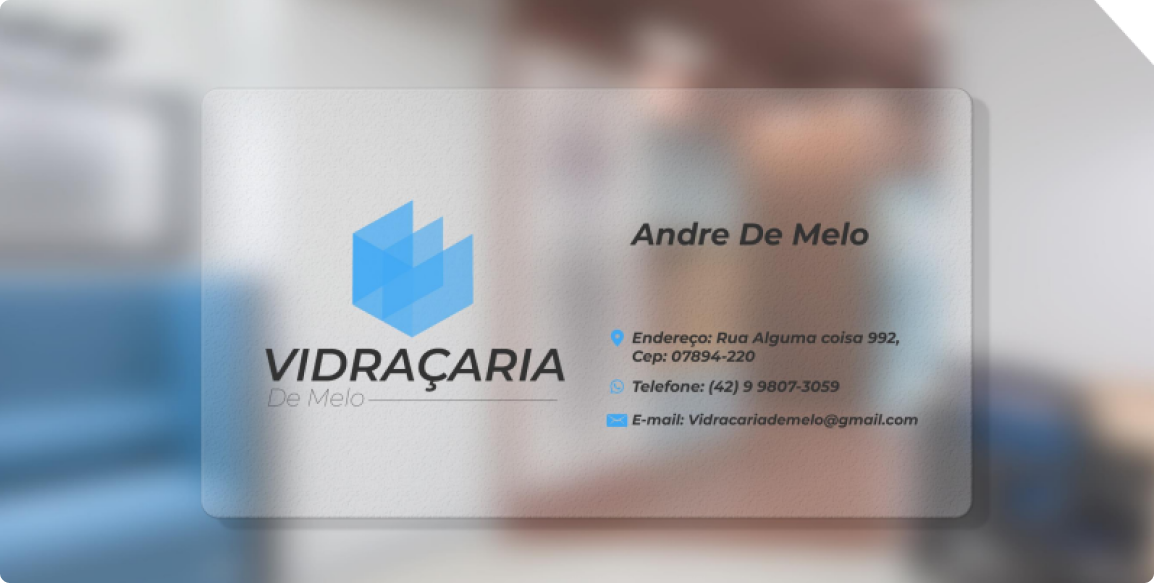 VIDRAÇARIA
De Melo
Andre De Melo
Endereço: Rua Alguma coisa 992,
Cep: 07894-220
Telefone: (42) 9 9807-3059
E-mail: Vidracariademelo@gmail.com